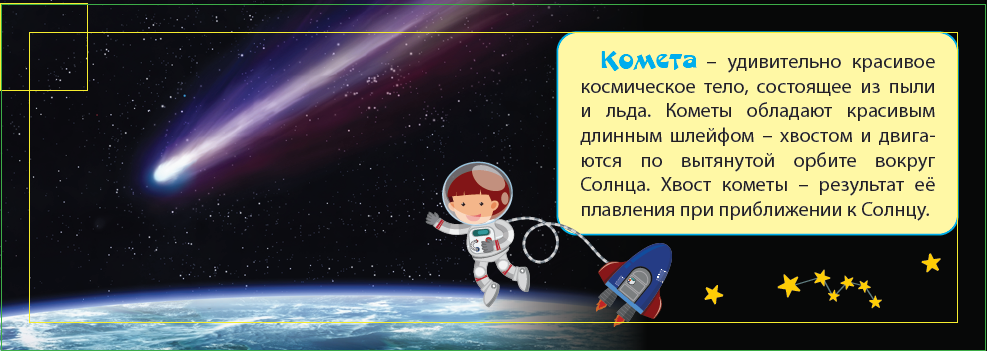 Комета – удивительно красивое
космическое тело, состоящее из пыли
и льда. Кометы обладают красивым
длинным шлейфом – хвостом и двига-
ются по вытянутой орбите вокруг
Солнца. Хвост кометы – результат её
плавления при приближении к Солнцу.